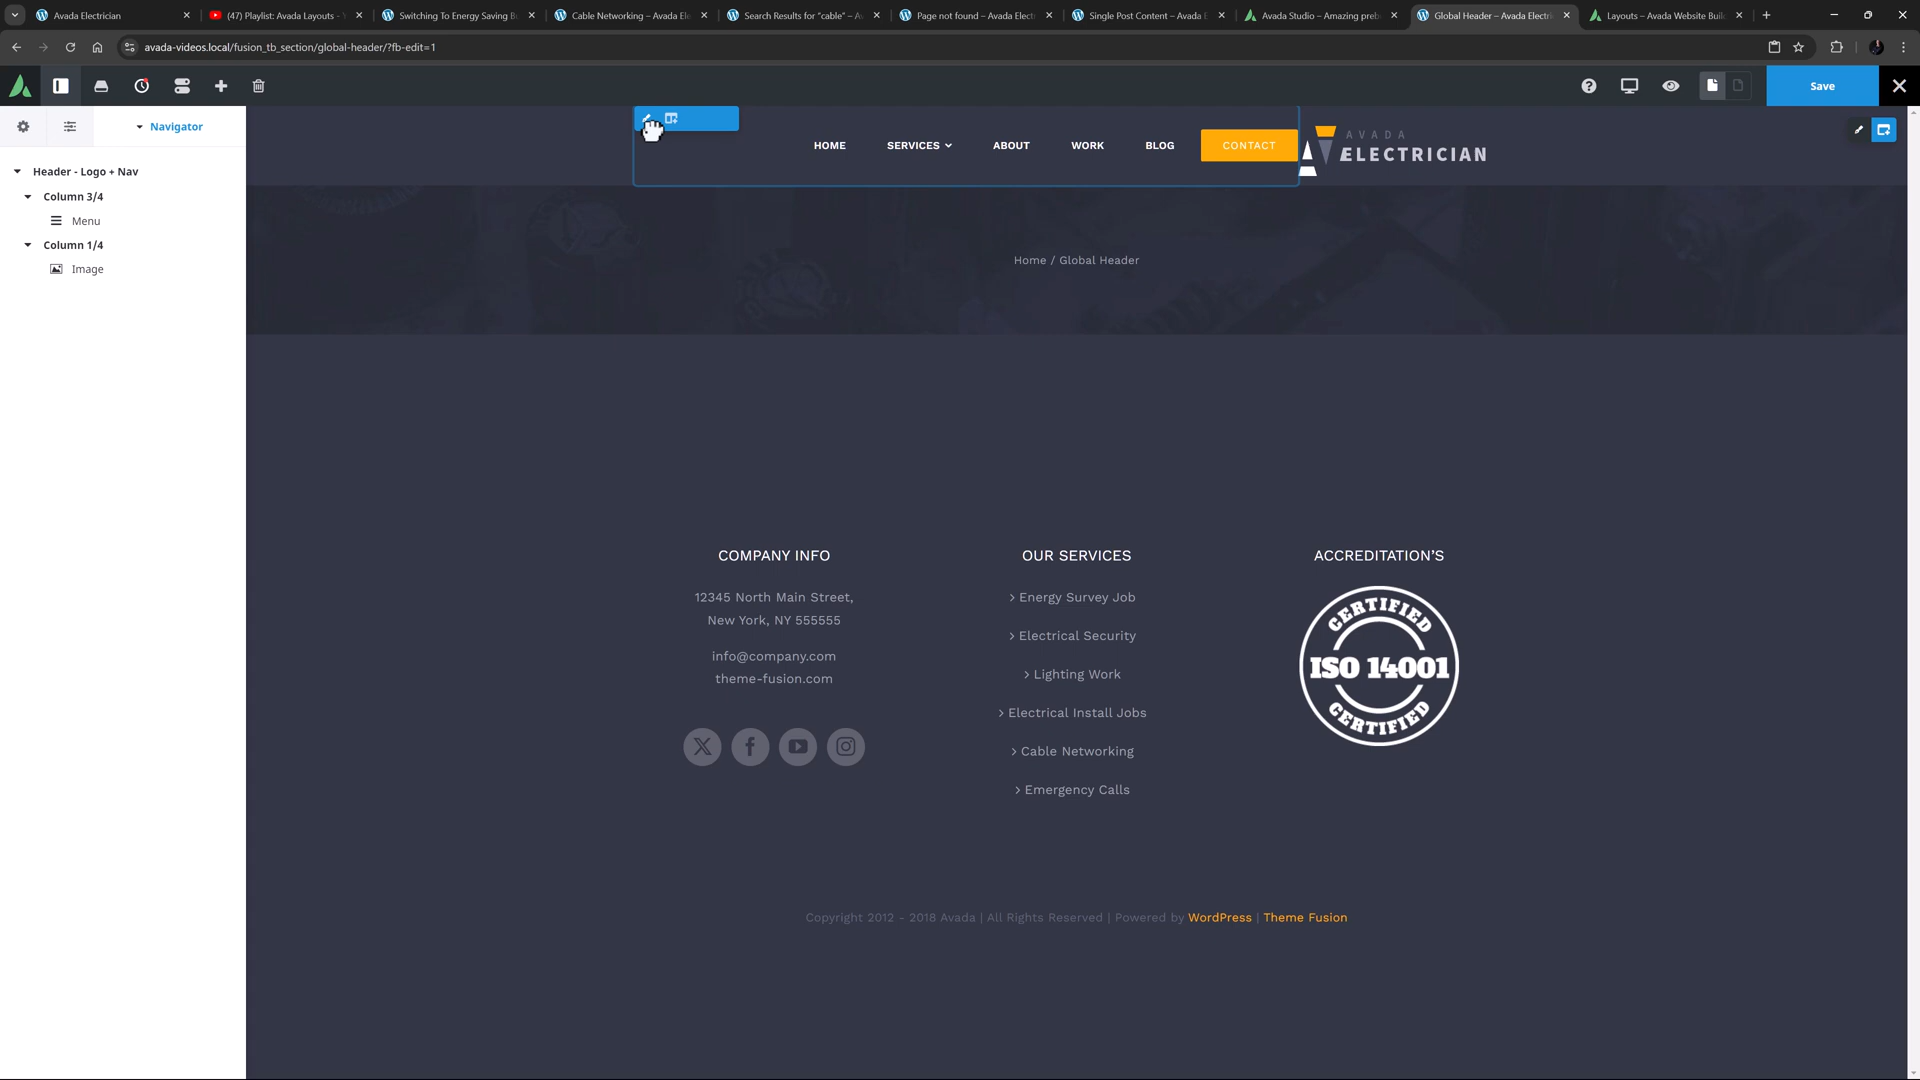 Avada Electrician
(47) Playlist: Avada Layouts -
Switching To Energy Saving B
Cable Networking – Avada Ele
Search Results for "cable" – A
Page not found – Avada Elect
Single Post Content – Avada E
Avada Studio – Amazing preb
Global Header – Avada Electri
Layouts – Avada Website Buil
avada-videos.local/fusion_tb_section/global-header/?fb-edit=1
Save
Navigator
Header - Logo + Nav
Column 3/4
Menu
Column 1/4
Image
HOME
SERVICES
ABOUT
WORK
BLOG
CONTACT
AVADA
ELECTRICIAN
Home / Global Header
COMPANY INFO
12345 North Main Street,
New York, NY 555555
info@company.com
theme-fusion.com
OUR SERVICES
> Energy Survey Job
> Electrical Security
> Lighting Work
> Electrical Install Jobs
> Cable Networking
> Emergency Calls
ACCREDITATION'S
CERTIFIED
ISO 14001
CERTIFIED
Copyright 2012 - 2018 Avada | All Rights Reserved | Powered by WordPress | Theme Fusion